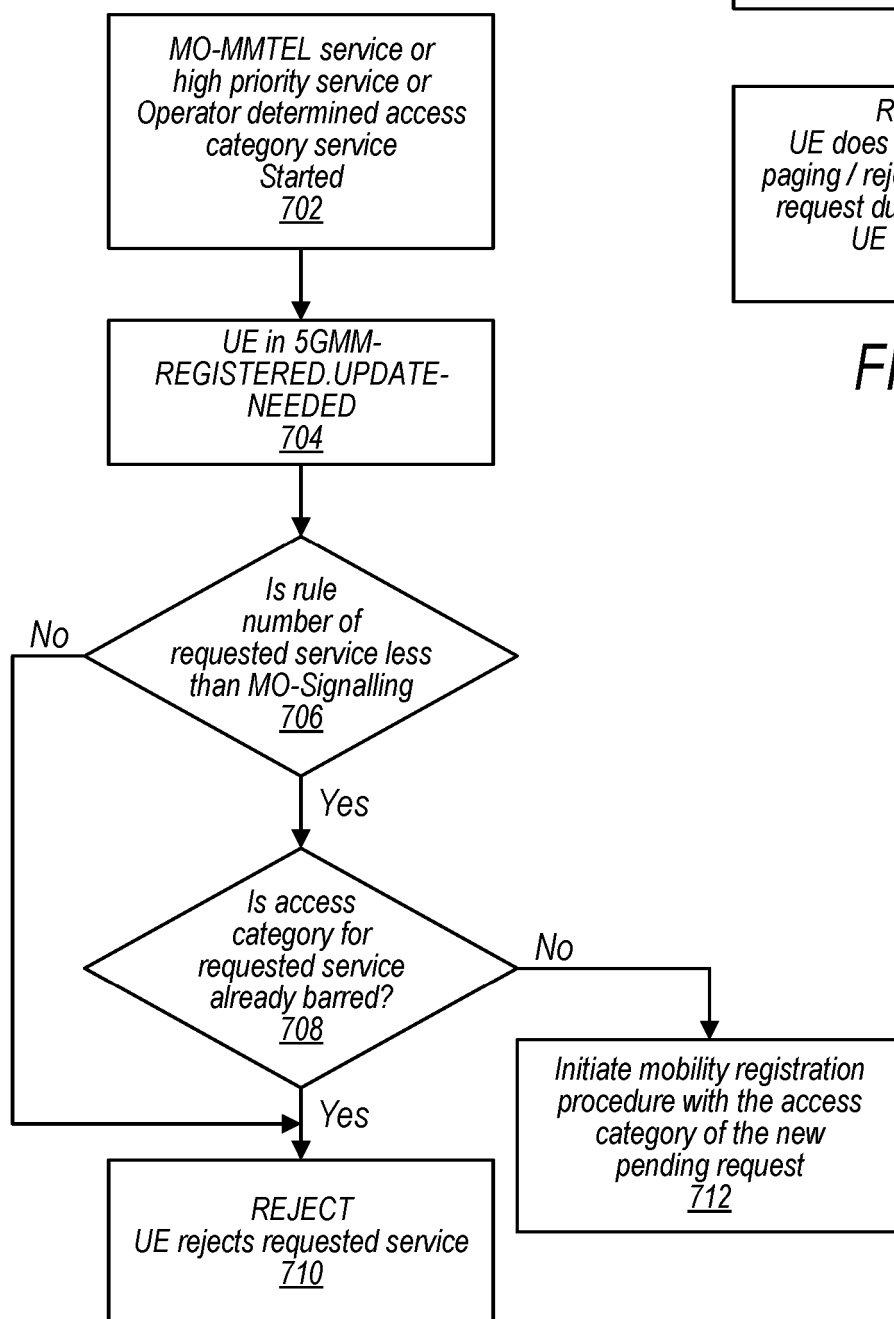 MO-MMTEL service or
high priority service or
Operator determined access
category service
Started
702
UE in 5GMM-
REGISTERED.UPDATE-
NEEDED
704
Is rule
number of
requested service less
than MO-Signalling
706
No
Yes
Is access
category for
requested service
already barred?
708
No
Yes
Initiate mobility registration
procedure with the access
category of the new
pending request
712
REJECT
UE rejects requested service
710
UE does
paging /
request
UE